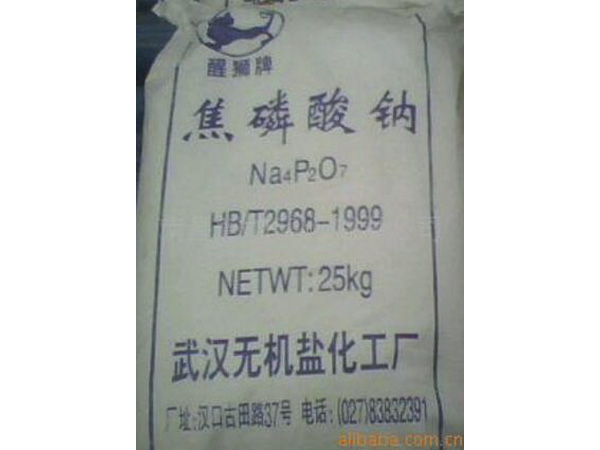 醒狮牌
焦磷酸钠
Na4P2O7
HB/T2968-1999
NETWT:25kg
武汉无机盐化工厂
厂址:汉口古田路37号 电话:(027)83832391
alibaba.com.cn